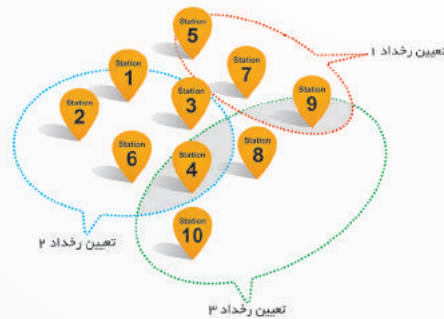 Station
5
تعیین رخداد ۱
Station
7
Station
1
Station
9
Station
3
Station
2
Station
8
Station
6
Station
4
Station
10
تعیین رخداد ۲
تعیین رخداد ۳